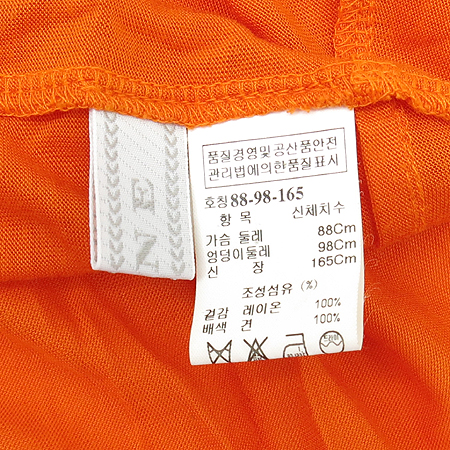 품질경영및공산품안전
관리법에의한품질표시
호칭 88-98-165
항 목 신체치수
가슴 둘레 88Cm
엉덩이둘레 98Cm
신 장 165Cm
조성섬유 (%)
겉감 레이온 100%
배색 견 100%
NE